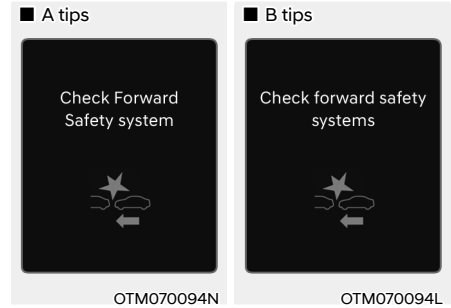 ■ A tips
Check Forward
Safety system
OTM070094N
■ B tips
Check forward safety
systems
OTM070094L